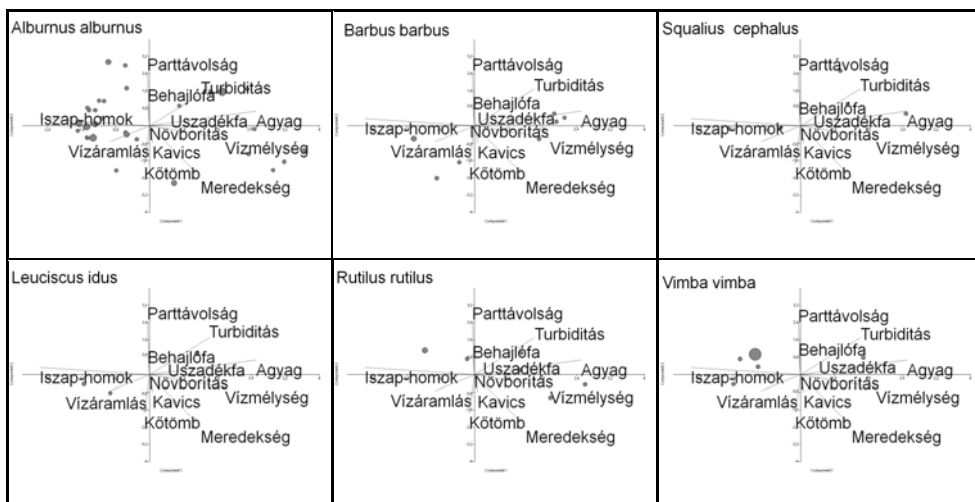 Alburnus alburnus
Parttávolság
Turbiditás
Behajlófa
Iszap-homok
Uszadékfa
Agyag
Növborítás
Vízáramlás
Kavics
Vízmélység
Kőtömb
Meredekség
Barbus barbus
Parttávolság
Turbiditás
Behajlófa
Iszap-homok
Uszadékfa
Agyag
Növborítás
Vízáramlás
Kavics
Vízmélység
Kőtömb
Meredekség
Squalius cephalus
Parttávolság
Turbiditás
Behajlófa
Iszap-homok
Uszadékfa
Agyag
Növborítás
Vízáramlás
Kavics
Vízmélység
Kőtömb
Meredekség
Leuciscus idus
Parttávolság
Turbiditás
Behajlófa
Iszap-homok
Uszadékfa
Agyag
Növborítás
Vízáramlás
Kavics
Vízmélység
Kőtömb
Meredekség
Rutilus rutilus
Parttávolság
Turbiditás
Behajlófa
Iszap-homok
Uszadékfa
Agyag
Növborítás
Vízáramlás
Kavics
Vízmélység
Kőtömb
Meredekség
Vimba vimba
Parttávolság
Turbiditás
Behajlófa
Iszap-homok
Uszadékfa
Agyag
Növborítás
Vízáramlás
Kavics
Vízmélység
Kőtömb
Meredekség